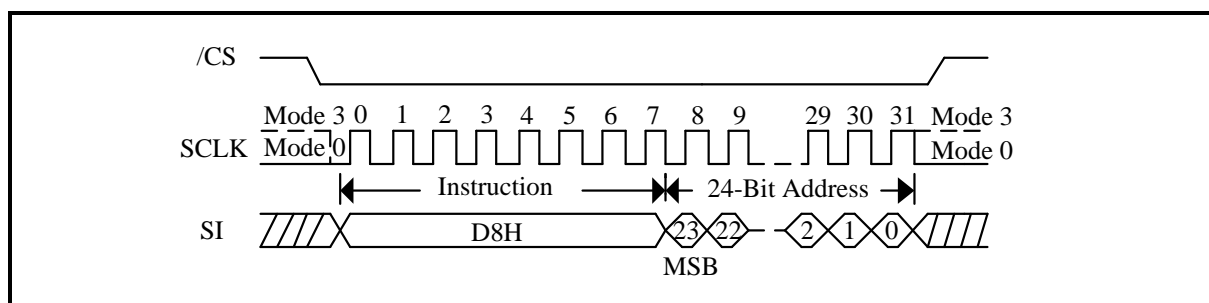 /CS
Mode 3 0 1 2 3 4 5 6 7 8 9 29 30 31 Mode 3
SCLK Mode 0 Mode 0
Instruction 24-Bit Address
SI D8H 23 22 2 1 0
MSB